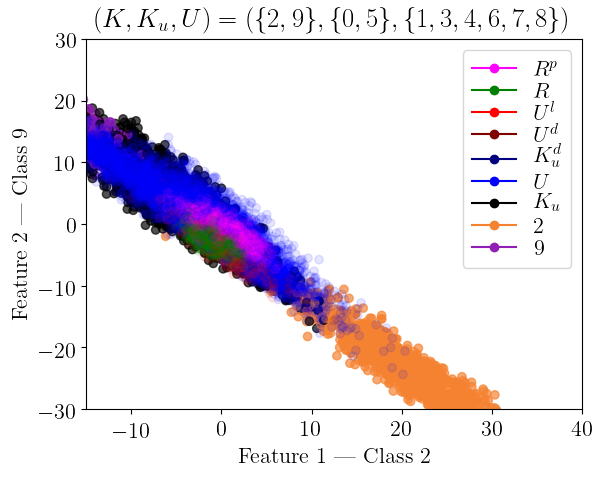 (K, K_u, U) = ({2, 9}, {0, 5}, {1, 3, 4, 6, 7, 8})
30
20
10
0
−10
−20
−30
Feature 2 — Class 9
R^p
R
U^l
U^d
K_u^d
U
K_u
2
9
−10
0
10
20
30
40
Feature 1 — Class 2